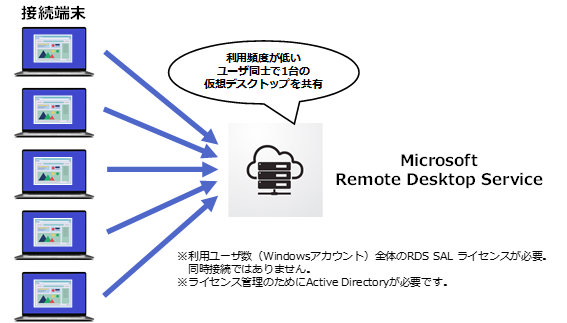 接続端末
利用頻度が低い
ユーザ同士で1台の
仮想デスクトップを共有
Microsoft
Remote Desktop Service
※利用ユーザ数（Windowsアカウント）全体のRDS SAL ライセンスが必要。
同時接続ではありません。
※ライセンス管理のためにActive Directoryが必要です。